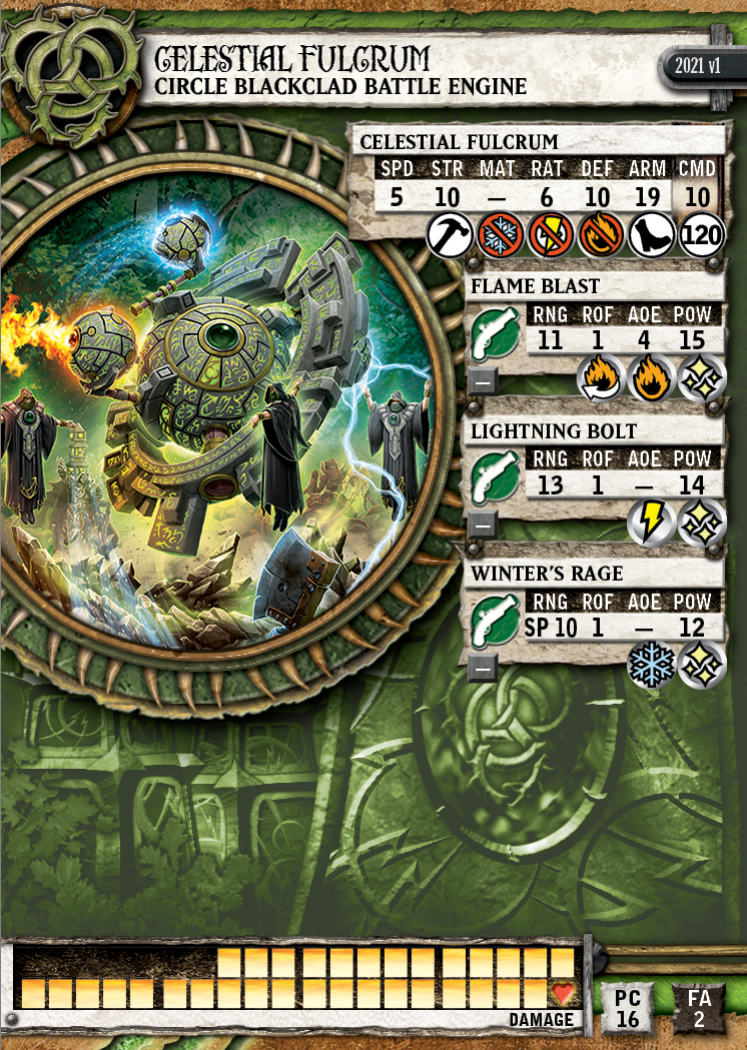 CELESTIAL FULCRUM
CIRCLE BLACKCLAD BATTLE ENGINE
2021 v1
CELESTIAL FULCRUM
SPD STR MAT RAT DEF ARM CMD
5 10 — 6 10 19 10
120
FLAME BLAST
RNG ROF AOE POW
11 1 4 15
—
LIGHTNING BOLT
RNG ROF AOE POW
13 1 — 14
—
WINTER'S RAGE
RNG ROF AOE POW
SP 10 1 — 12
—
DAMAGE
PC
16
FA
2